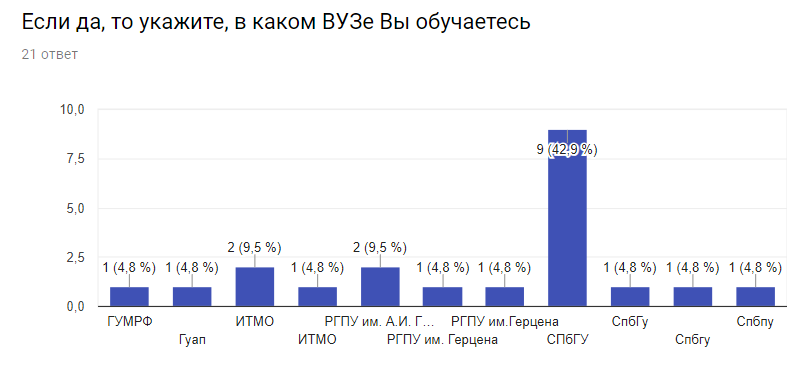 Если да, то укажите, в каком ВУЗе Вы обучаетесь
21 ответ
10,0
7,5
5,0
2,5
0,0
1 (4,8 %) 1 (4,8 %) 2 (9,5 %) 1 (4,8 %) 2 (9,5 %) 1 (4,8 %) 1 (4,8 %) 9 (42,9 %) 1 (4,8 %) 1 (4,8 %) 1 (4,8 %)
ГУМРФ ИТМО РГПУ им. А.И. Г… РГПУ им.Герцена СпбГу Спбпу
Гуап ИТМО РГПУ им. Герцена СПбГУ Спбгу